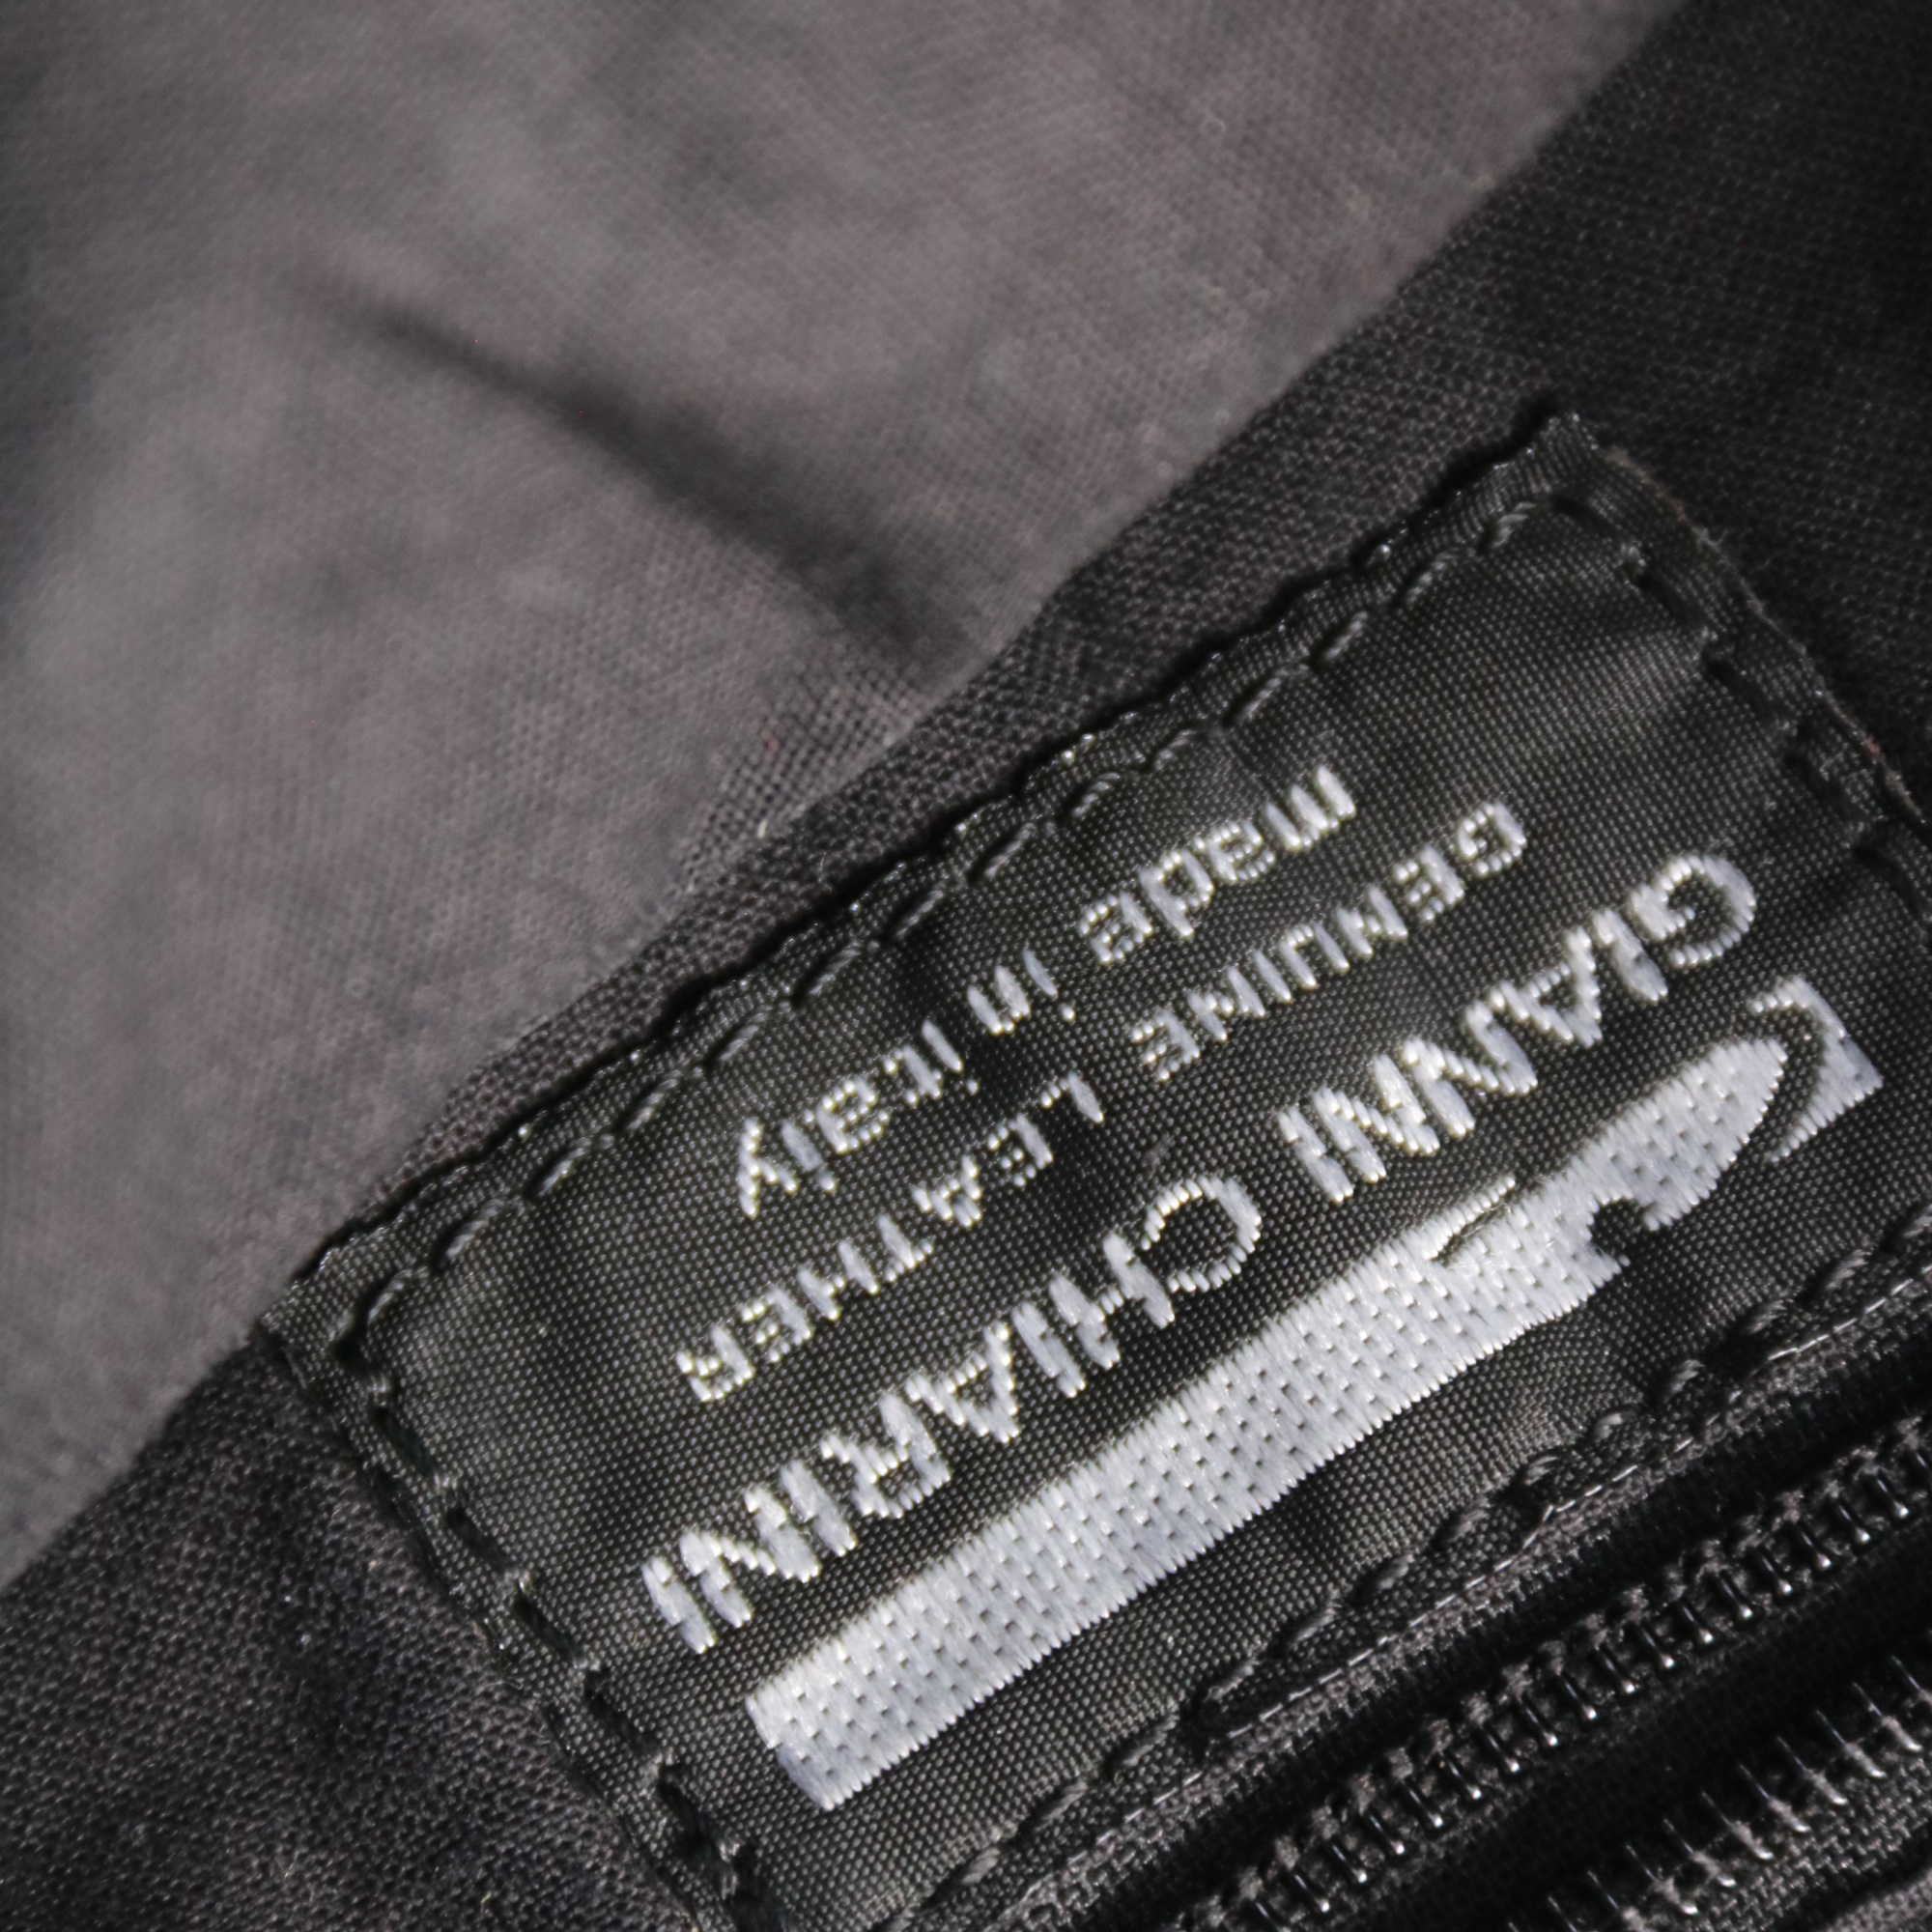 GIANNI CHIARINI
GENUINE LEATHER
made in italy